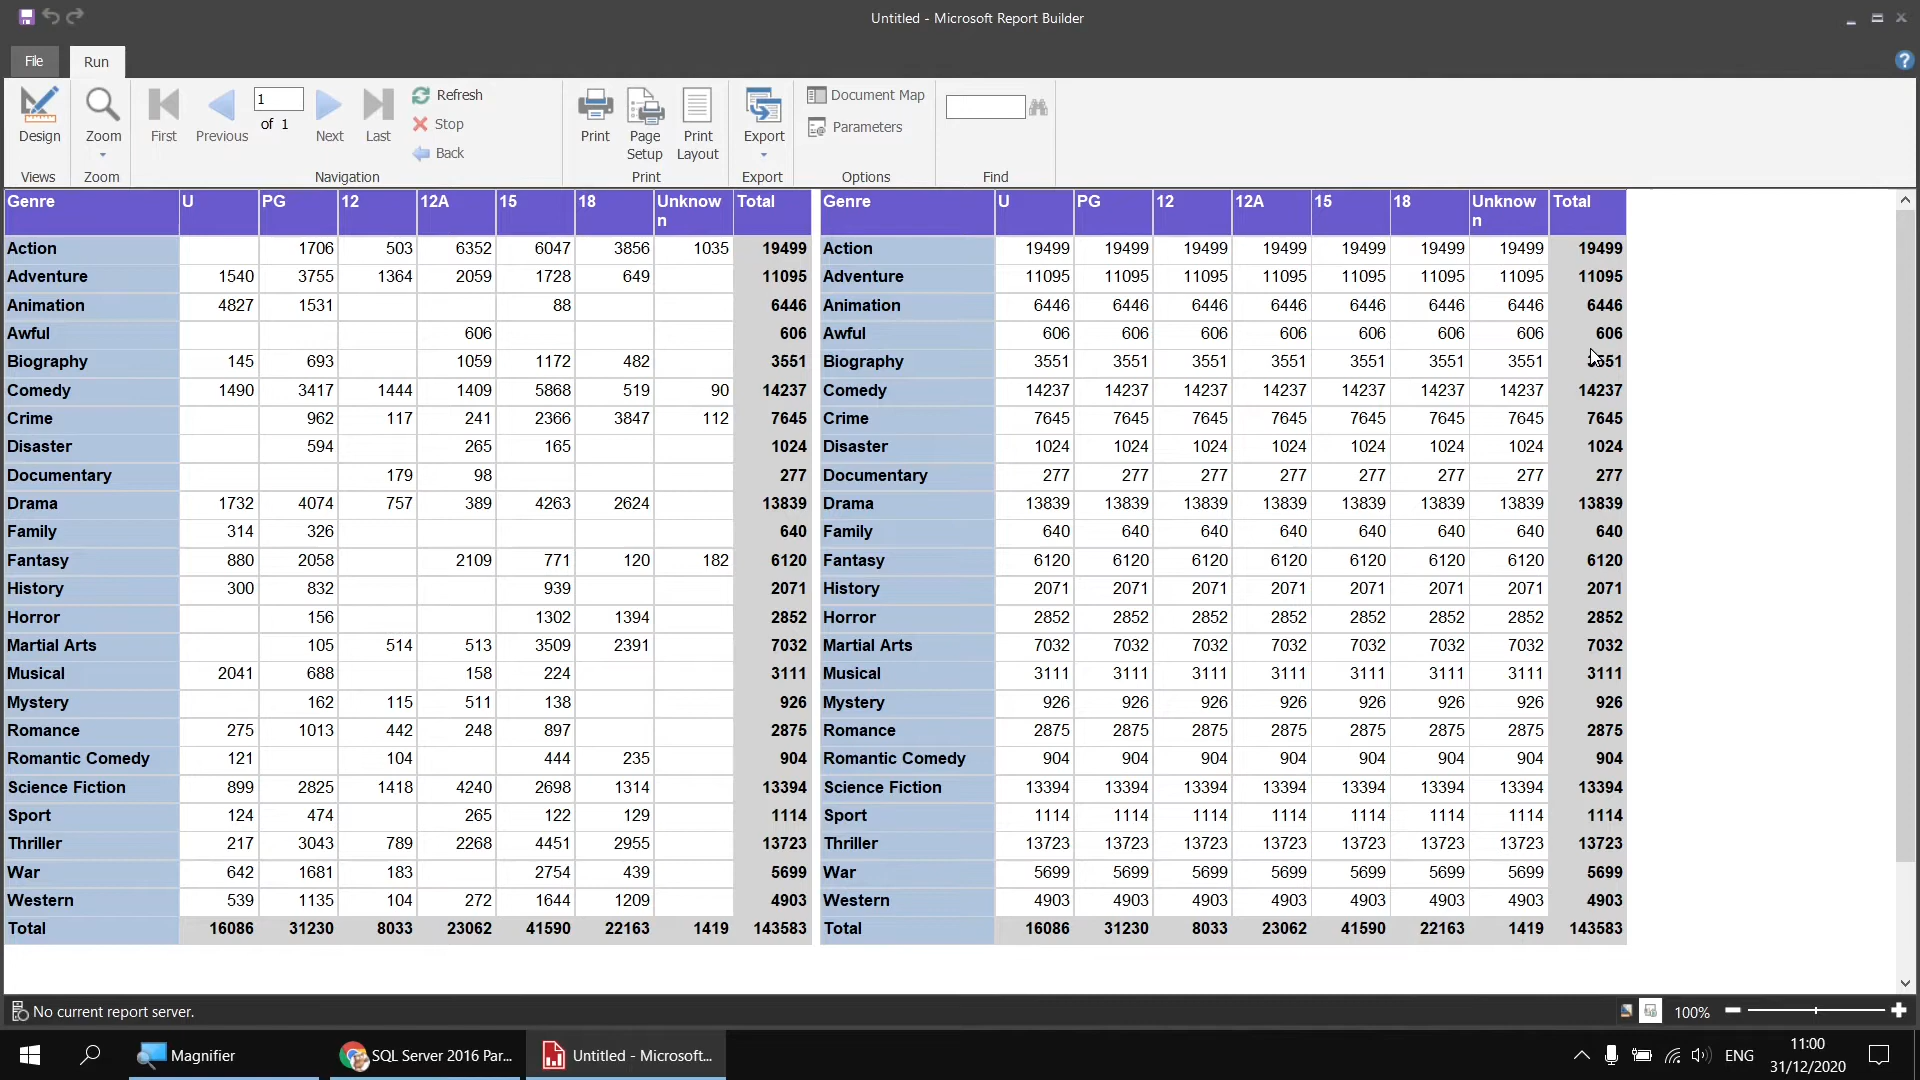 Untitled - Microsoft Report Builder
File Run
Design Zoom First Previous 1 of 1 Next Last Refresh Stop Back Print Page Setup Print Layout Export Document Map Parameters
Views Zoom Navigation Print Export Options Find
Genre U PG 12 12A 15 18 Unknown Total Genre U PG 12 12A 15 18 Unknown Total
Action 1706 503 6352 6047 3856 1035 19499 Action 19499 19499 19499 19499 19499 19499 19499 19499
Adventure 1540 3755 1364 2059 1728 649 11095 Adventure 11095 11095 11095 11095 11095 11095 11095 11095
Animation 4827 1531 88 6446 Animation 6446 6446 6446 6446 6446 6446 6446 6446
Awful 606 606 Awful 606 606 606 606 606 606 606 606
Biography 145 693 1059 1172 482 3551 Biography 3551 3551 3551 3551 3551 3551 3551 3551
Comedy 1490 3417 1444 1409 5868 519 90 14237 Comedy 14237 14237 14237 14237 14237 14237 14237 14237
Crime 962 117 241 2366 3847 112 7645 Crime 7645 7645 7645 7645 7645 7645 7645 7645
Disaster 594 265 165 1024 Disaster 1024 1024 1024 1024 1024 1024 1024 1024
Documentary 179 98 277 Documentary 277 277 277 277 277 277 277 277
Drama 1732 4074 757 389 4263 2624 13839 Drama 13839 13839 13839 13839 13839 13839 13839 13839
Family 314 326 640 Family 640 640 640 640 640 640 640 640
Fantasy 880 2058 2109 771 120 182 6120 Fantasy 6120 6120 6120 6120 6120 6120 6120 6120
History 300 832 939 2071 History 2071 2071 2071 2071 2071 2071 2071 2071
Horror 156 1302 1394 2852 Horror 2852 2852 2852 2852 2852 2852 2852 2852
Martial Arts 105 514 513 3509 2391 7032 Martial Arts 7032 7032 7032 7032 7032 7032 7032 7032
Musical 2041 688 158 224 3111 Musical 3111 3111 3111 3111 3111 3111 3111 3111
Mystery 162 115 511 138 926 Mystery 926 926 926 926 926 926 926 926
Romance 275 1013 442 248 897 2875 Romance 2875 2875 2875 2875 2875 2875 2875 2875
Romantic Comedy 121 104 444 235 904 Romantic Comedy 904 904 904 904 904 904 904 904
Science Fiction 899 2825 1418 4240 2698 1314 13394 Science Fiction 13394 13394 13394 13394 13394 13394 13394 13394
Sport 124 474 265 122 129 1114 Sport 1114 1114 1114 1114 1114 1114 1114 1114
Thriller 217 3043 789 2268 4451 2955 13723 Thriller 13723 13723 13723 13723 13723 13723 13723 13723
War 642 1681 183 2754 439 5699 War 5699 5699 5699 5699 5699 5699 5699 5699
Western 539 1135 104 272 1644 1209 4903 Western 4903 4903 4903 4903 4903 4903 4903 4903
Total 16086 31230 8033 23062 41590 22163 1419 143583 Total 16086 31230 8033 23062 41590 22163 1419 143583
No current report server. 100%
Magnifier SQL Server 2016 Par... Untitled - Microsoft... ENG 11:00
31/12/2020